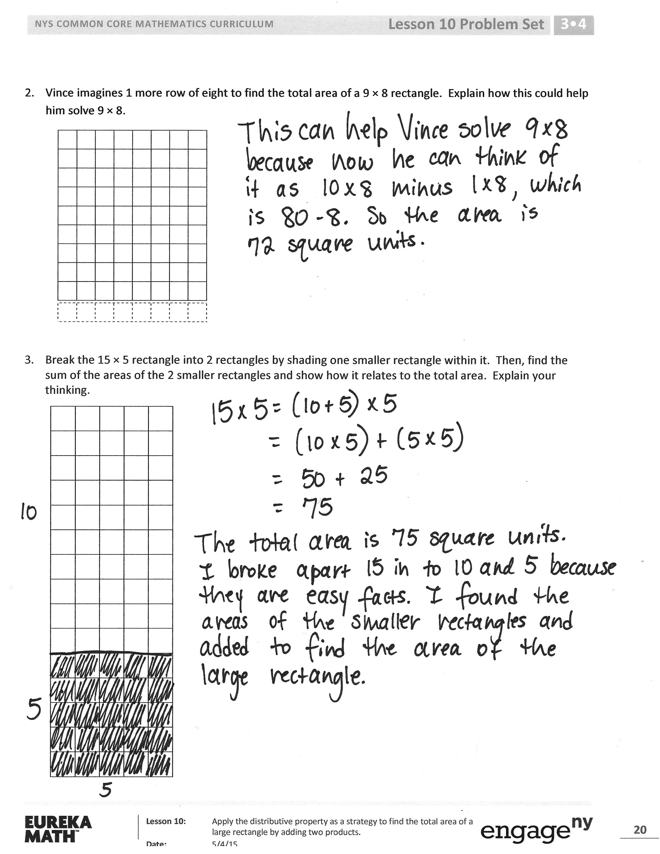 NYS COMMON CORE MATHEMATICS CURRICULUM
Lesson 10 Problem Set 3•4
2. Vince imagines 1 more row of eight to find the total area of a 9 × 8 rectangle. Explain how this could help
him solve 9 × 8.
This can help Vince solve 9x8
because now he can think of
it as 10x8 minus 1x8, which
is 80-8. So the area is
72 square units.
3. Break the 15 × 5 rectangle into 2 rectangles by shading one smaller rectangle within it. Then, find the
sum of the areas of the 2 smaller rectangles and show how it relates to the total area. Explain your
thinking.
15 x 5 = (10+5) x 5
= (10 x 5) + (5 x 5)
= 50 + 25
= 75
10
The total area is 75 square units.
I broke apart 15 in to 10 and 5 because
they are easy facts. I found the
areas of the smaller rectangles and
added to find the area of the
large rectangle.
5
5
EUREKA
MATH™
Lesson 10:
Apply the distributive property as a strategy to find the total area of a
large rectangle by adding two products.
Date:
5/4/15
engage ny
20